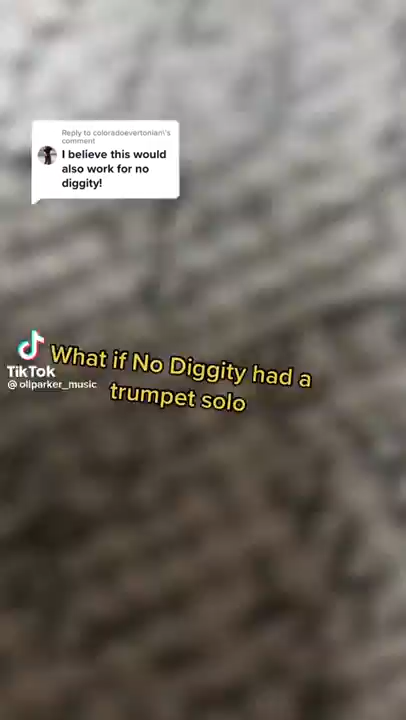 Reply to coloradoevertonian\'s
comment
I believe this would
also work for no
diggity!
What if No Diggity had a
trumpet solo
TikTok
@oliparker_music